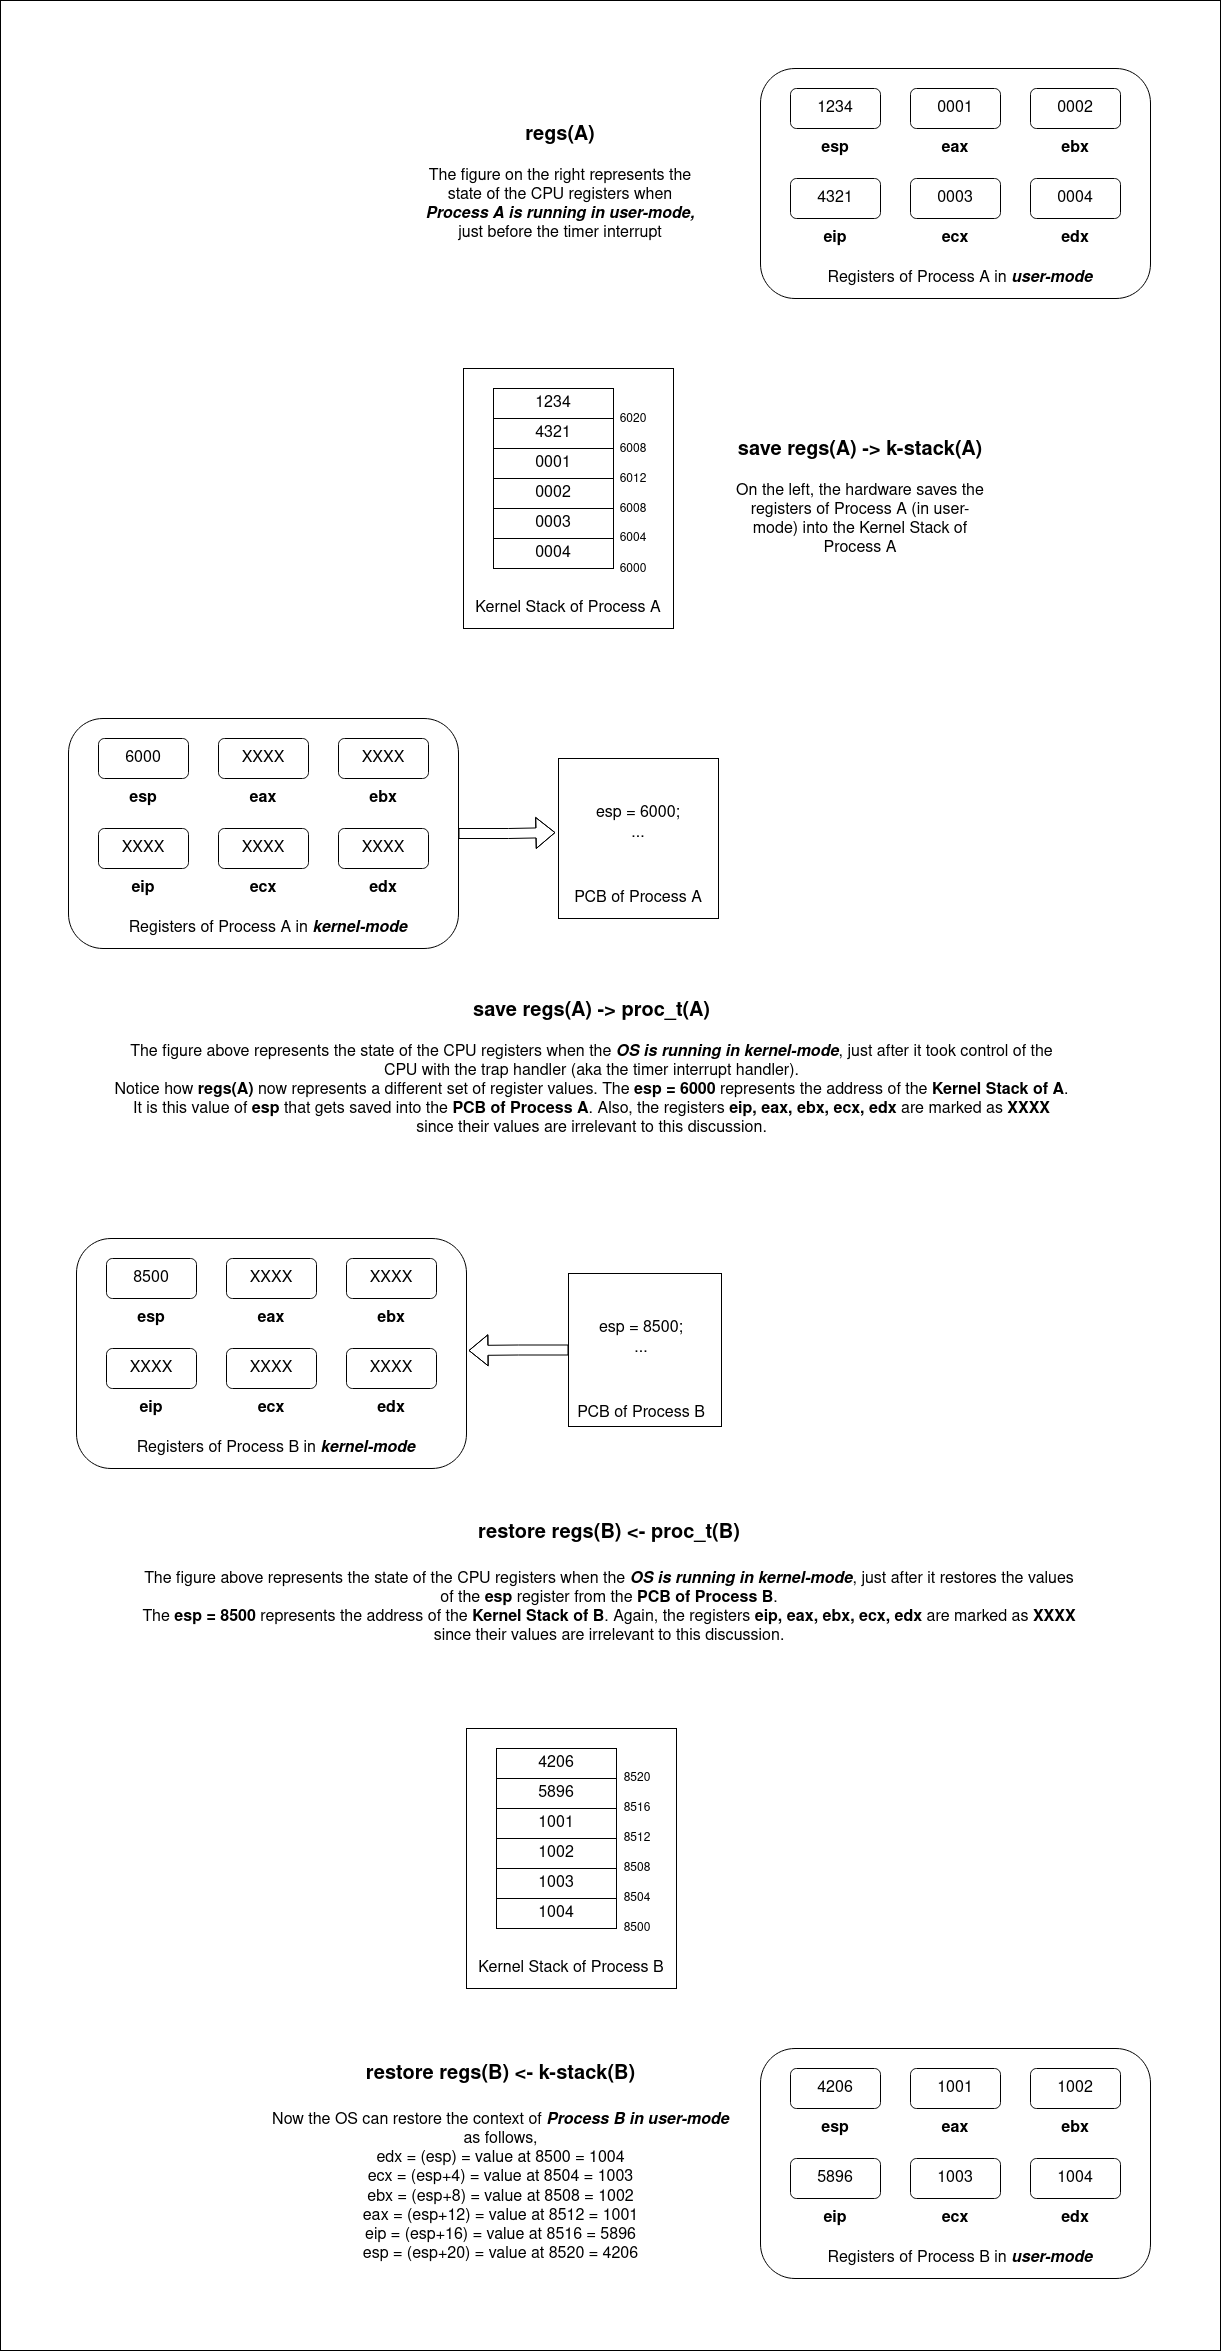 1234 0001 0002
esp eax ebx
4321 0003 0004
eip ecx edx
Registers of Process A in user-mode
regs(A)
The figure on the right represents the
state of the CPU registers when
Process A is running in user-mode,
just before the timer interrupt
1234
6020
4321
6008
0001
6012
0002
6008
0003
6004
0004
6000
Kernel Stack of Process A
save regs(A) -> k-stack(A)
On the left, the hardware saves the
registers of Process A (in user-
mode) into the Kernel Stack of
Process A
6000 XXXX XXXX
esp eax ebx
XXXX XXXX XXXX
eip ecx edx
Registers of Process A in kernel-mode
esp = 6000;
...
PCB of Process A
save regs(A) -> proc_t(A)
The figure above represents the state of the CPU registers when the OS is running in kernel-mode, just after it took control of the
CPU with the trap handler (aka the timer interrupt handler).
Notice how regs(A) now represents a different set of register values. The esp = 6000 represents the address of the Kernel Stack of A.
It is this value of esp that gets saved into the PCB of Process A. Also, the registers eip, eax, ebx, ecx, edx are marked as XXXX
since their values are irrelevant to this discussion.
8500 XXXX XXXX
esp eax ebx
XXXX XXXX XXXX
eip ecx edx
Registers of Process B in kernel-mode
esp = 8500;
...
PCB of Process B
restore regs(B) <- proc_t(B)
The figure above represents the state of the CPU registers when the OS is running in kernel-mode, just after it restores the values
of the esp register from the PCB of Process B.
The esp = 8500 represents the address of the Kernel Stack of B. Again, the registers eip, eax, ebx, ecx, edx are marked as XXXX
since their values are irrelevant to this discussion.
4206
8520
5896
8516
1001
8512
1002
8508
1003
8504
1004
8500
Kernel Stack of Process B
restore regs(B) <- k-stack(B)
Now the OS can restore the context of Process B in user-mode
as follows,
edx = (esp) = value at 8500 = 1004
ecx = (esp+4) = value at 8504 = 1003
ebx = (esp+8) = value at 8508 = 1002
eax = (esp+12) = value at 8512 = 1001
eip = (esp+16) = value at 8516 = 5896
esp = (esp+20) = value at 8520 = 4206
4206 1001 1002
esp eax ebx
5896 1003 1004
eip ecx edx
Registers of Process B in user-mode